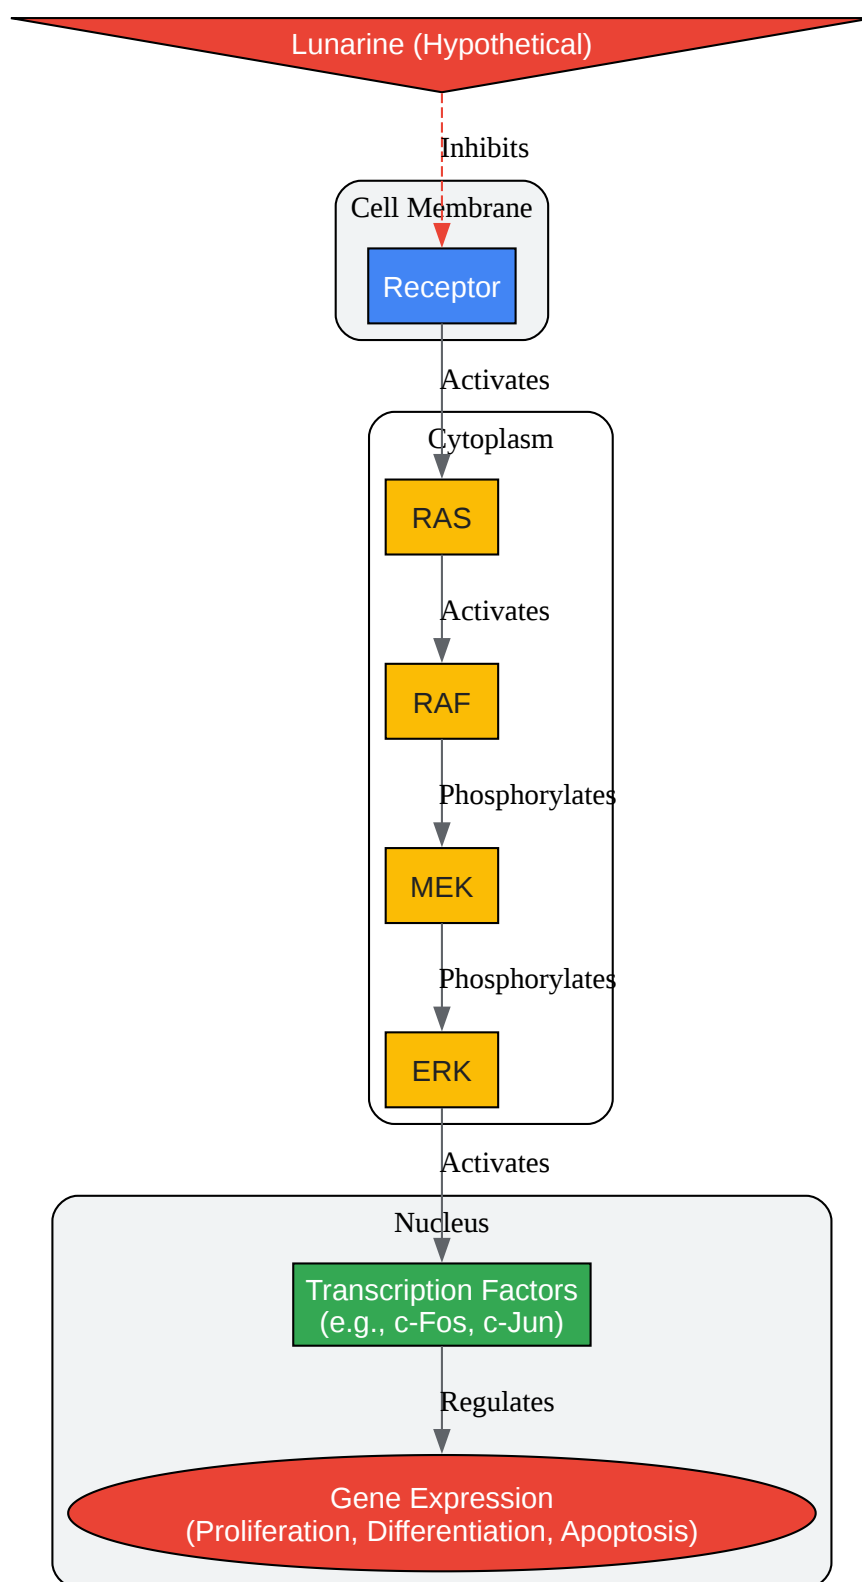 Lunarine (Hypothetical)
Inhibits
Cell Membrane
Receptor
Activates
Cytoplasm
RAS
Activates
RAF
Phosphorylates
MEK
Phosphorylates
ERK
Activates
Nucleus
Transcription Factors
(e.g., c-Fos, c-Jun)
Regulates
Gene Expression
(Proliferation, Differentiation, Apoptosis)